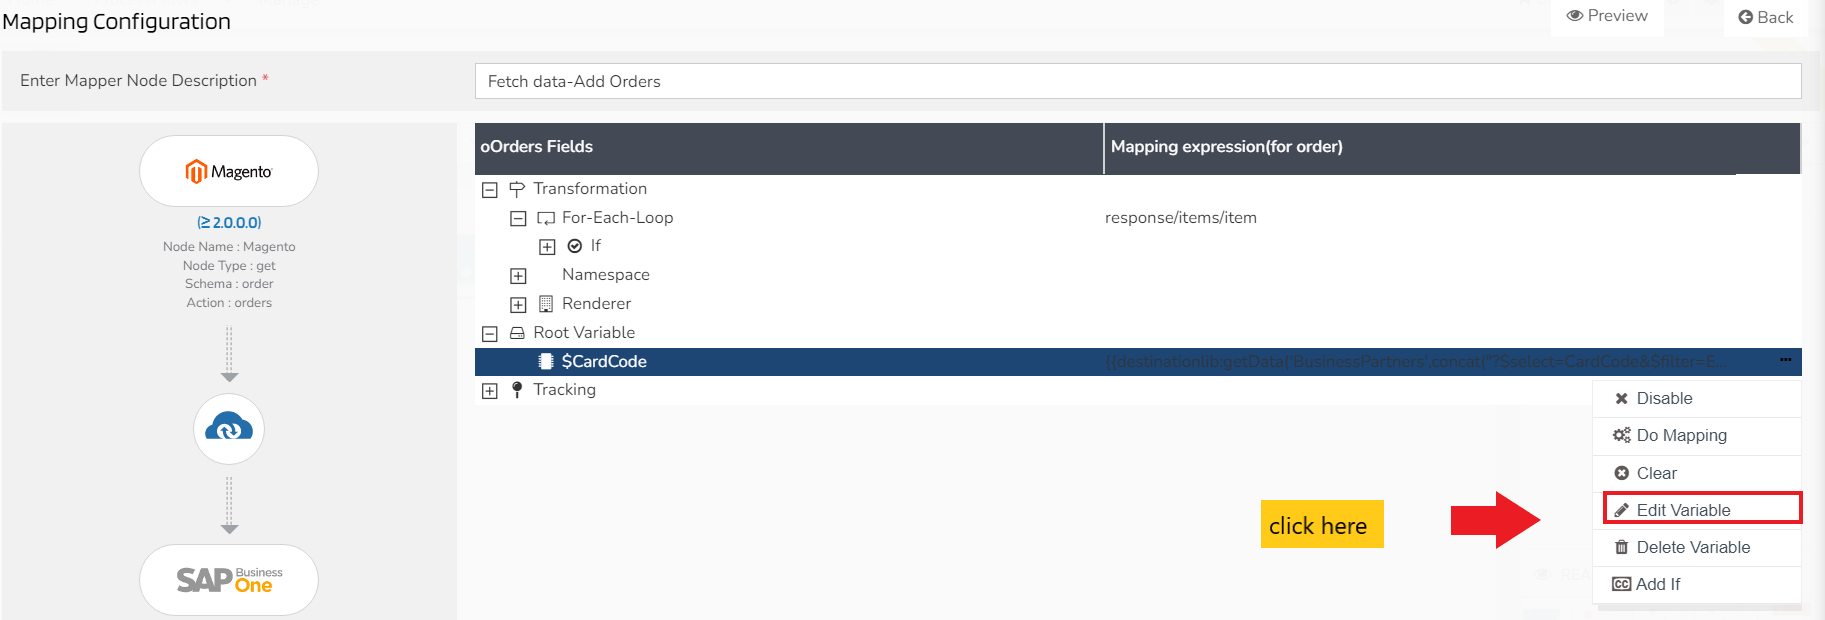 Mapping Configuration
Preview
Back
Enter Mapper Node Description *
Fetch data-Add Orders
Magento
(≥ 2.0.0.0)
Node Name : Magento
Node Type : get
Schema : order
Action : orders
SAP Business One
oOrders Fields
Mapping expression(for order)
Transformation
For-Each-Loop
response/items/item
If
Namespace
Renderer
Root Variable
$CardCode
{{destinationlib:getData('BusinessPartners'.concat("?$select=CardCode&$filter=E...
Tracking
Disable
Do Mapping
Clear
Edit Variable
Delete Variable
Add If
click here